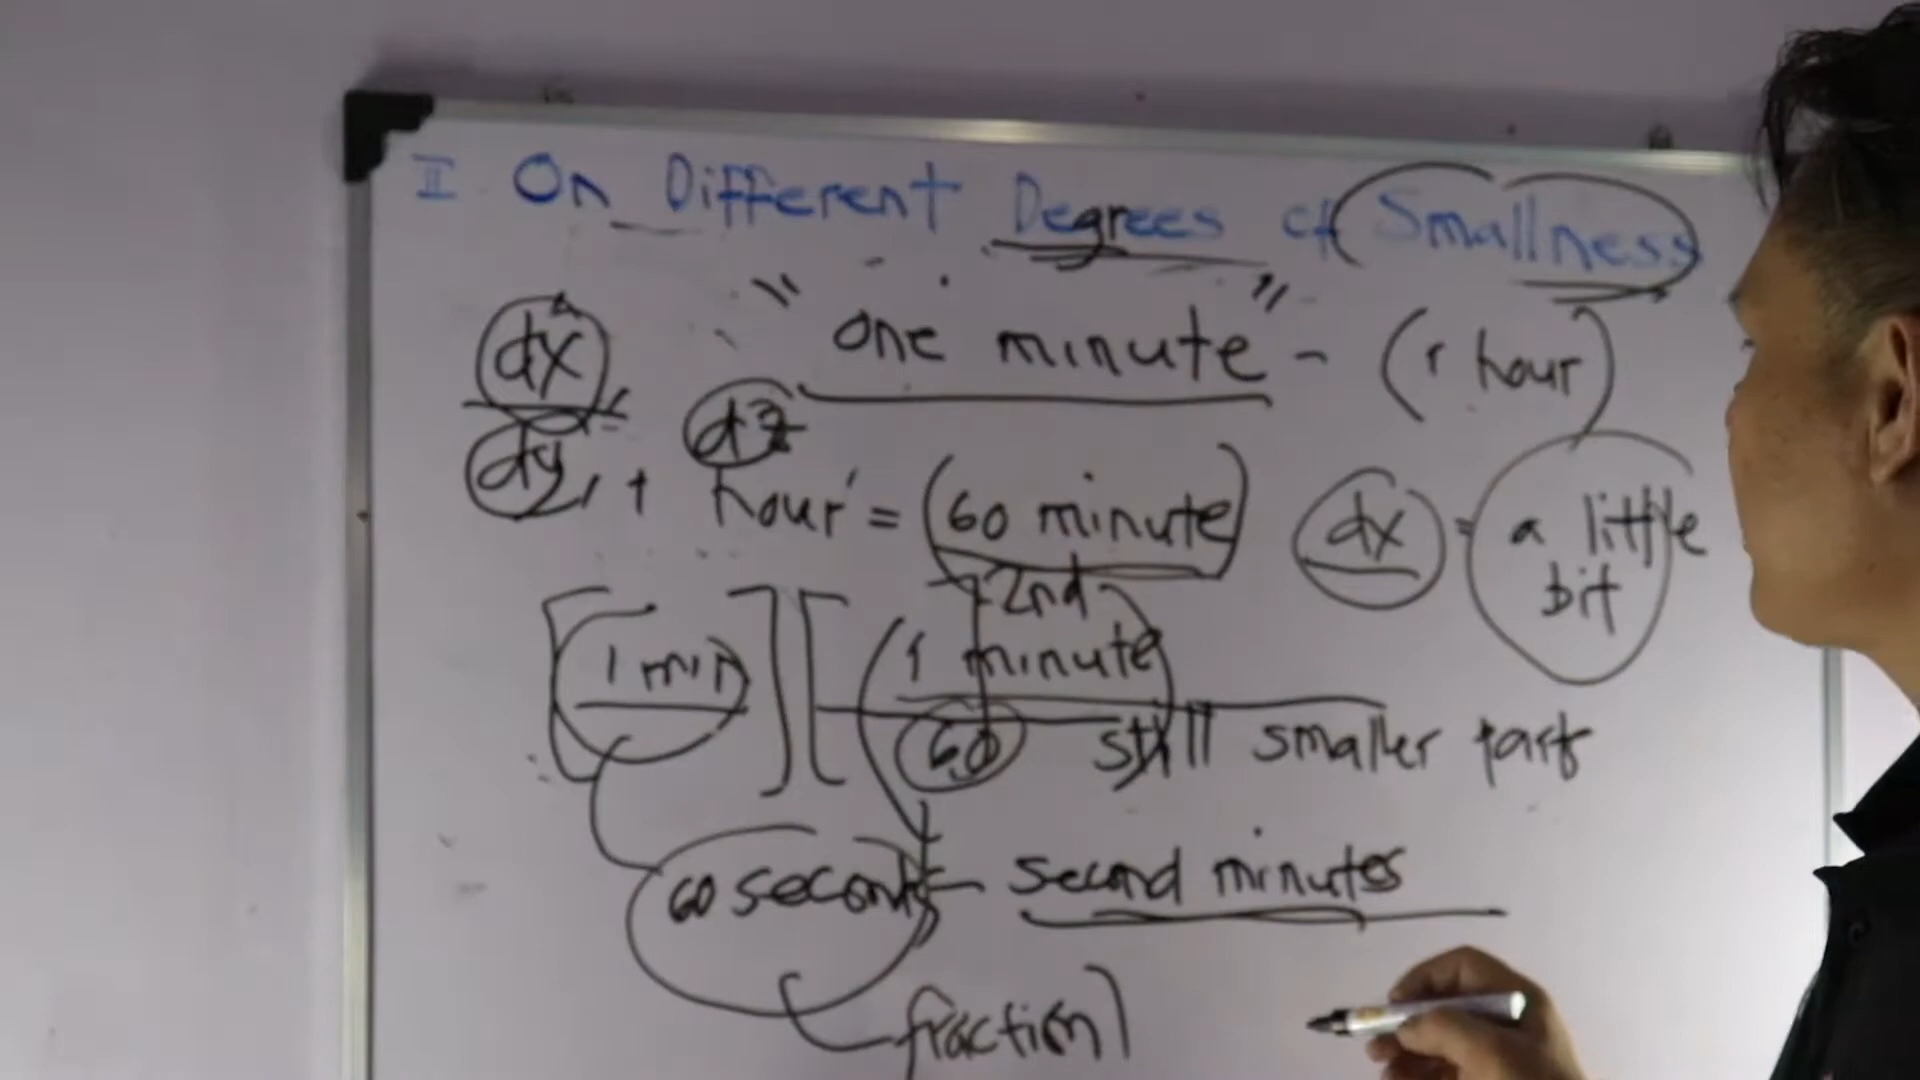 II On Different Degrees of Smallness
"one minute" - (1 hour)
dx
dy, + dz
hour = (60 minute)
dx = a little bit
[1 min] [1 2nd minute
60 still smaller part
60 seconds - second minutes
fraction)